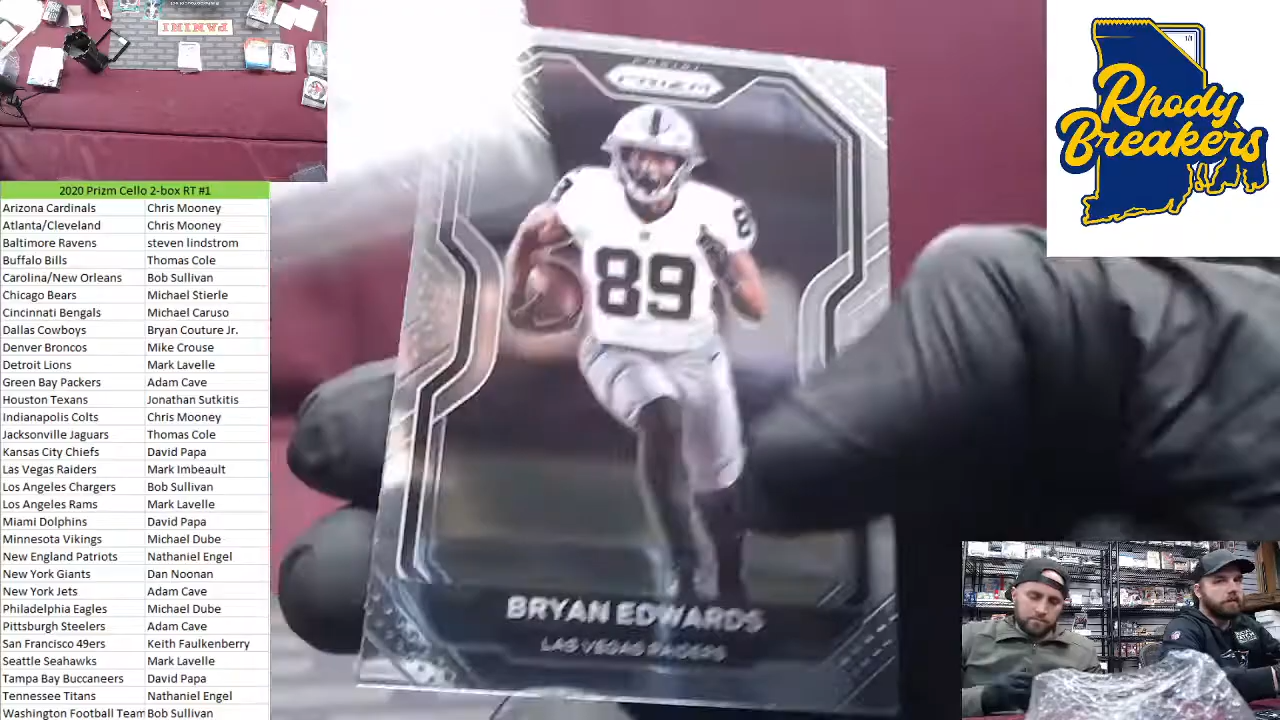 PANINI
2020 Prizm Cello 2-box RT #1
Arizona Cardinals Chris Mooney
Atlanta/Cleveland Chris Mooney
Baltimore Ravens steven lindstrom
Buffalo Bills Thomas Cole
Carolina/New Orleans Bob Sullivan
Chicago Bears Michael Stierle
Cincinnati Bengals Michael Caruso
Dallas Cowboys Bryan Couture Jr.
Denver Broncos Mike Crouse
Detroit Lions Mark Lavelle
Green Bay Packers Adam Cave
Houston Texans Jonathan Sutkitis
Indianapolis Colts Chris Mooney
Jacksonville Jaguars Thomas Cole
Kansas City Chiefs David Papa
Las Vegas Raiders Mark Imbeault
Los Angeles Chargers Bob Sullivan
Los Angeles Rams Mark Lavelle
Miami Dolphins David Papa
Minnesota Vikings Michael Dube
New England Patriots Nathaniel Engel
New York Giants Dan Noonan
New York Jets Adam Cave
Philadelphia Eagles Michael Dube
Pittsburgh Steelers Adam Cave
San Francisco 49ers Keith Faulkenberry
Seattle Seahawks Mark Lavelle
Tampa Bay Buccaneers David Papa
Tennessee Titans Nathaniel Engel
Washington Football Team Bob Sullivan
PANINI
PRIZM
89
89
BRYAN EDWARDS
LAS VEGAS RAIDERS
1/1
Rhody
Breakers